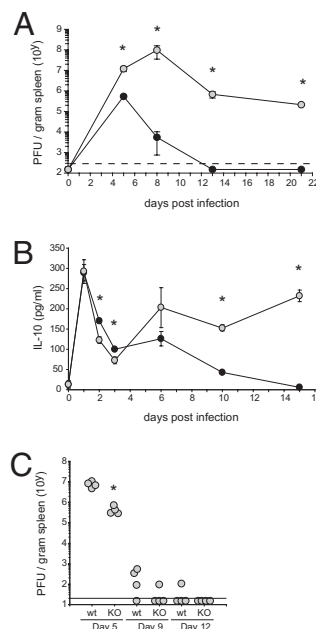 A
PFU / gram spleen (10^y)
9
8
7
6
5
4
3
2
* * * *
0 2 4 6 8 10 12 14 16 18 20 22
days post infection
B
IL-10 (pg/ml)
350
300
250
200
150
100
50
0
* * * *
0 2 4 6 8 10 12 14
days post infection
C
PFU / gram spleen (10^y)
8
7
6
5
4
3
2
1
*
wt KO wt KO wt KO
Day 5 Day 9 Day 12